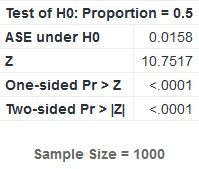 Test of H0: Proportion = 0.5
ASE under H0 0.0158
Z 10.7517
One-sided Pr > Z <.0001
Two-sided Pr > |Z| <.0001
Sample Size = 1000